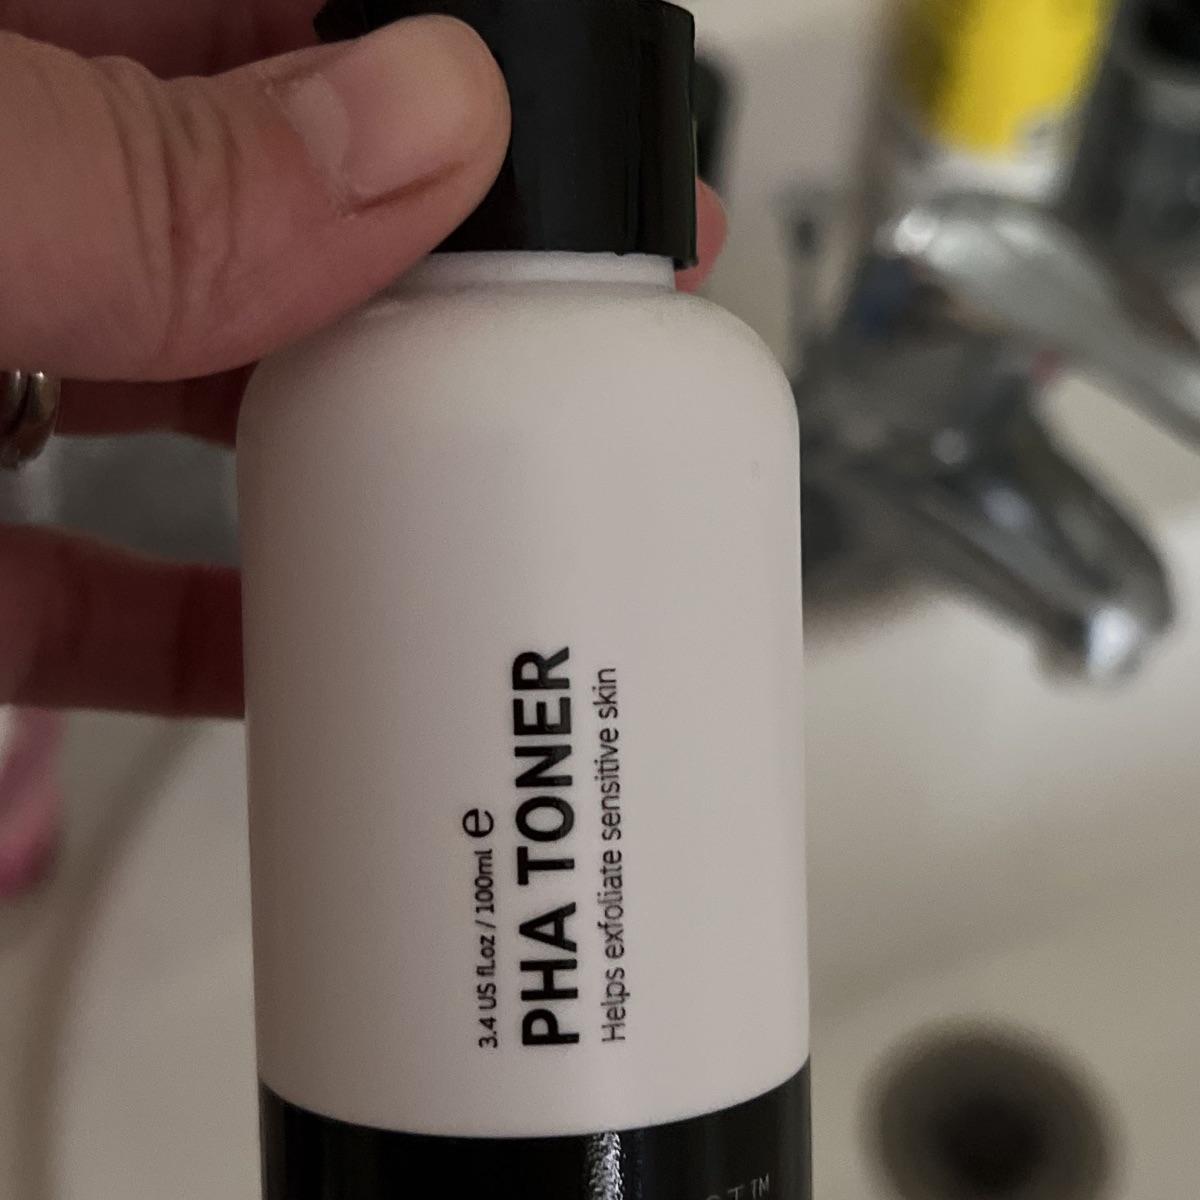 3.4 US fl.oz / 100ml ℮
PHA TONER
Helps exfoliate sensitive skin